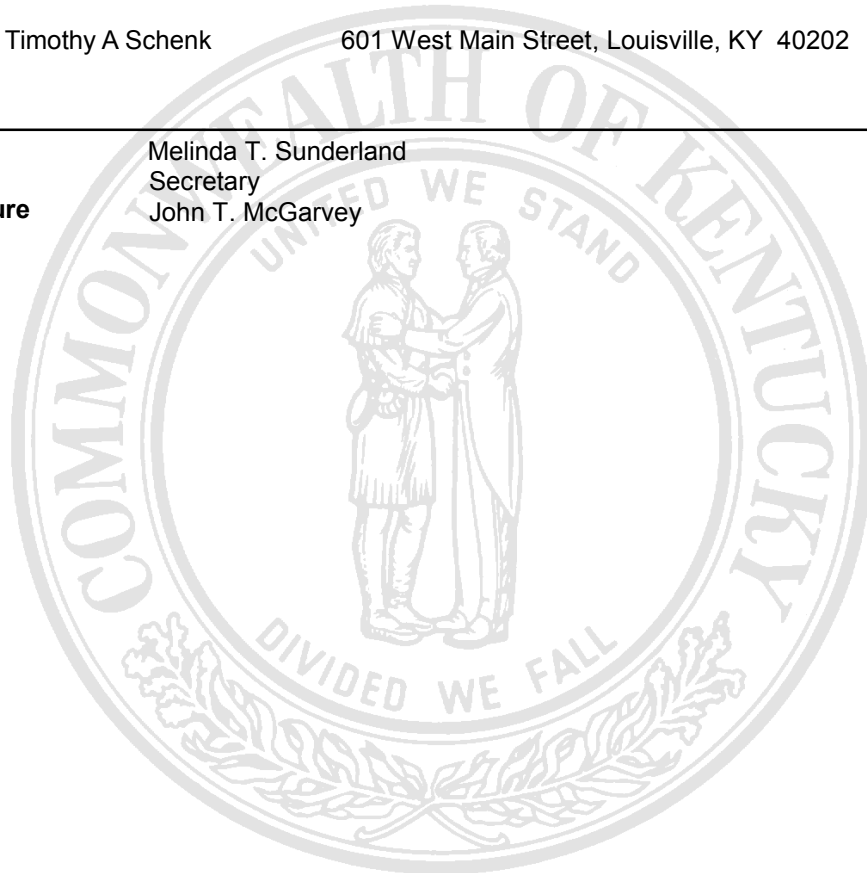 Timothy A Schenk 601 West Main Street, Louisville, KY 40202
Melinda T. Sunderland
Secretary
ure John T. McGarvey
COMMONWEALTH OF KENTUCKY
UNITED WE STAND
DIVIDED WE FALL